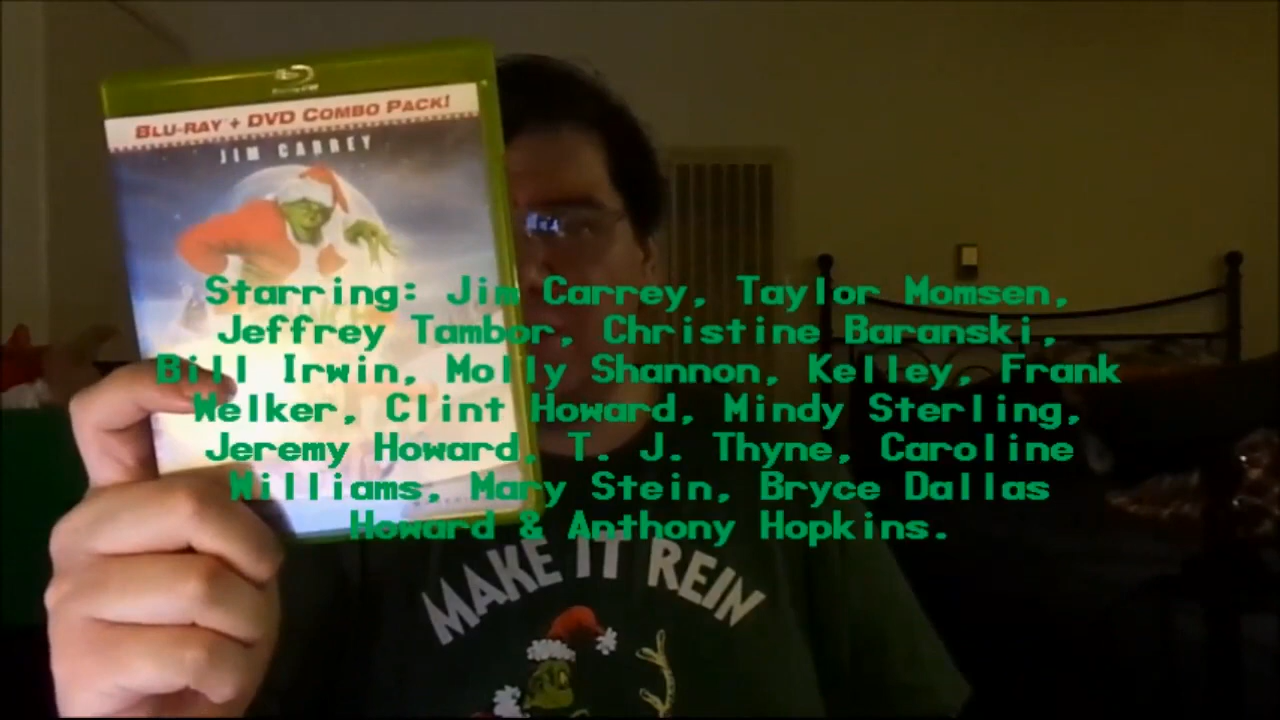 BLU-RAY + DVD COMBO PACK!
JIM CARREY
Starring: Jim Carrey, Taylor Momsen,
Jeffrey Tambor, Christine Baranski,
Bill Irwin, Molly Shannon, Kelley, Frank
Welker, Clint Howard, Mindy Sterling,
Jeremy Howard, T. J. Thyne, Caroline
Williams, Mary Stein, Bryce Dallas
Howard & Anthony Hopkins.
MAKE IT REIN